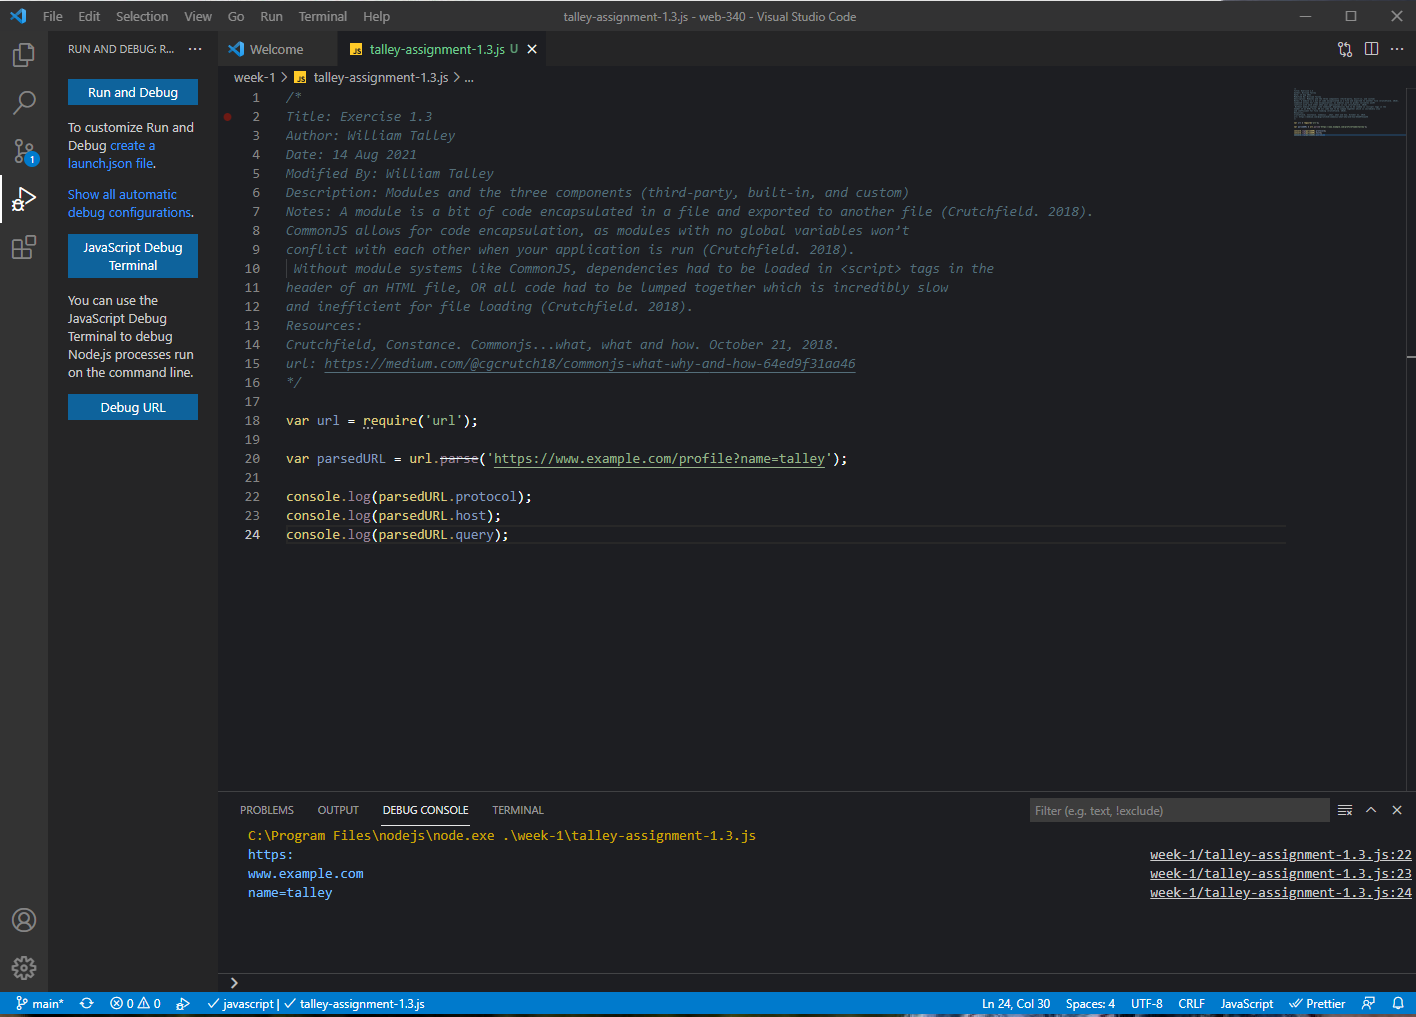 File Edit Selection View Go Run Terminal Help
talley-assignment-1.3.js - web-340 - Visual Studio Code
RUN AND DEBUG: R... ···
Welcome
JS talley-assignment-1.3.js U
week-1 > JS talley-assignment-1.3.js > ...
1
Run and Debug
To customize Run and
Debug create a
launch.json file.
Show all automatic
debug configurations.
JavaScript Debug
Terminal
You can use the
JavaScript Debug
Terminal to debug
Node.js processes run
on the command line.
Debug URL
1 /*
2 Title: Exercise 1.3
3 Author: William Talley
4 Date: 14 Aug 2021
5 Modified By: William Talley
6 Description: Modules and the three components (third-party, built-in, and custom)
7 Notes: A module is a bit of code encapsulated in a file and exported to another file (Crutchfield. 2018).
8 CommonJS allows for code encapsulation, as modules with no global variables won’t
9 conflict with each other when your application is run (Crutchfield. 2018).
10 Without module systems like CommonJS, dependencies had to be loaded in <script> tags in the
11 header of an HTML file, OR all code had to be lumped together which is incredibly slow
12 and inefficient for file loading (Crutchfield. 2018).
13 Resources:
14 Crutchfield, Constance. Commonjs...what, what and how. October 21, 2018.
15 url: https://medium.com/@cgcrutch18/commonjs-what-why-and-how-64ed9f31aa46
16 */
17
18 var url = require('url');
19
20 var parsedURL = url.parse('https://www.example.com/profile?name=talley');
21
22 console.log(parsedURL.protocol);
23 console.log(parsedURL.host);
24 console.log(parsedURL.query);
PROBLEMS OUTPUT DEBUG CONSOLE TERMINAL
Filter (e.g. text, !exclude)
C:\Program Files\nodejs\node.exe .\week-1\talley-assignment-1.3.js
https: week-1/talley-assignment-1.3.js:22
www.example.com week-1/talley-assignment-1.3.js:23
name=talley week-1/talley-assignment-1.3.js:24
main* 0 0 javascript | talley-assignment-1.3.js
Ln 24, Col 30 Spaces: 4 UTF-8 CRLF JavaScript Prettier